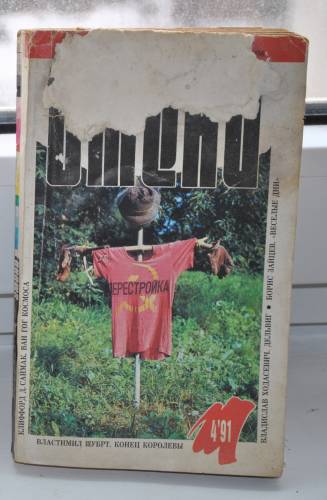 ПЕРЕСТРОЙКА
КЛИФФОРД Д. САЙМАК. ВАН ГОГ КОСМОСА
ВЛАДИСЛАВ ХОДАСЕВИЧ. ДЕЛЬВИГ • БОРИС ЗАЙЦЕВ. «ВЕСЕЛЫЕ ДНИ»
4'91
ВЛАСТИМИЛ ШУБРТ. КОНЕЦ КОРОЛЕВЫ